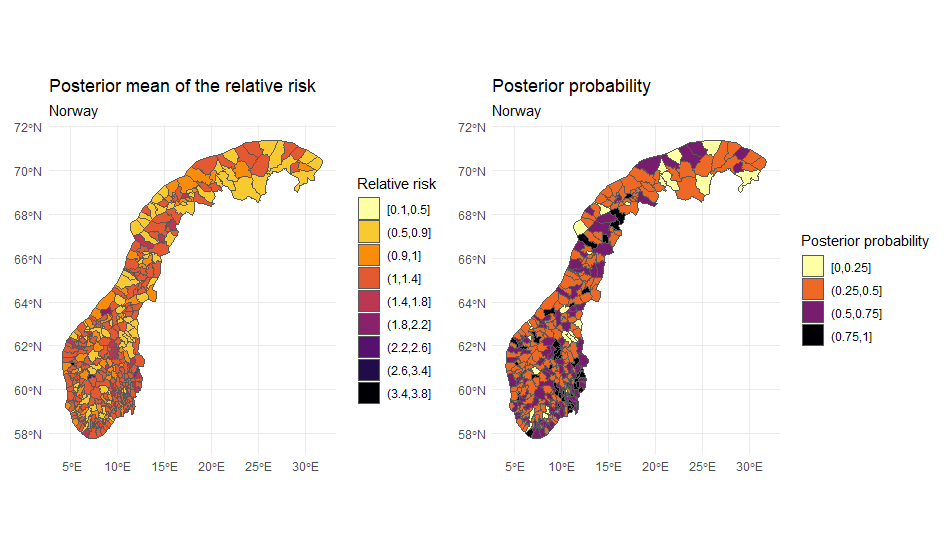 Posterior mean of the relative risk
Norway
72°N
70°N
68°N
66°N
64°N
62°N
60°N
58°N
5°E 10°E 15°E 20°E 25°E 30°E
Relative risk
[0.1,0.5]
(0.5,0.9]
(0.9,1]
(1,1.4]
(1.4,1.8]
(1.8,2.2]
(2.2,2.6]
(2.6,3.4]
(3.4,3.8]
Posterior probability
Norway
72°N
70°N
68°N
66°N
64°N
62°N
60°N
58°N
5°E 10°E 15°E 20°E 25°E 30°E
Posterior probability
[0,0.25]
(0.25,0.5]
(0.5,0.75]
(0.75,1]